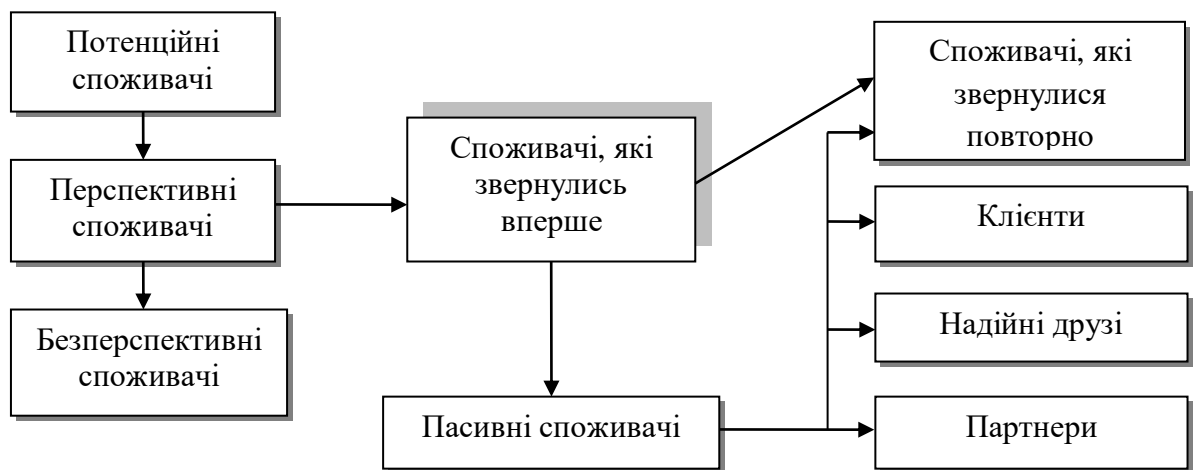 Потенційні
споживачі
Перспективні
споживачі
Безперспективні
споживачі
Споживачі, які
звернулись
вперше
Пасивні споживачі
Споживачі, які
звернулися
повторно
Клієнти
Надійні друзі
Партнери